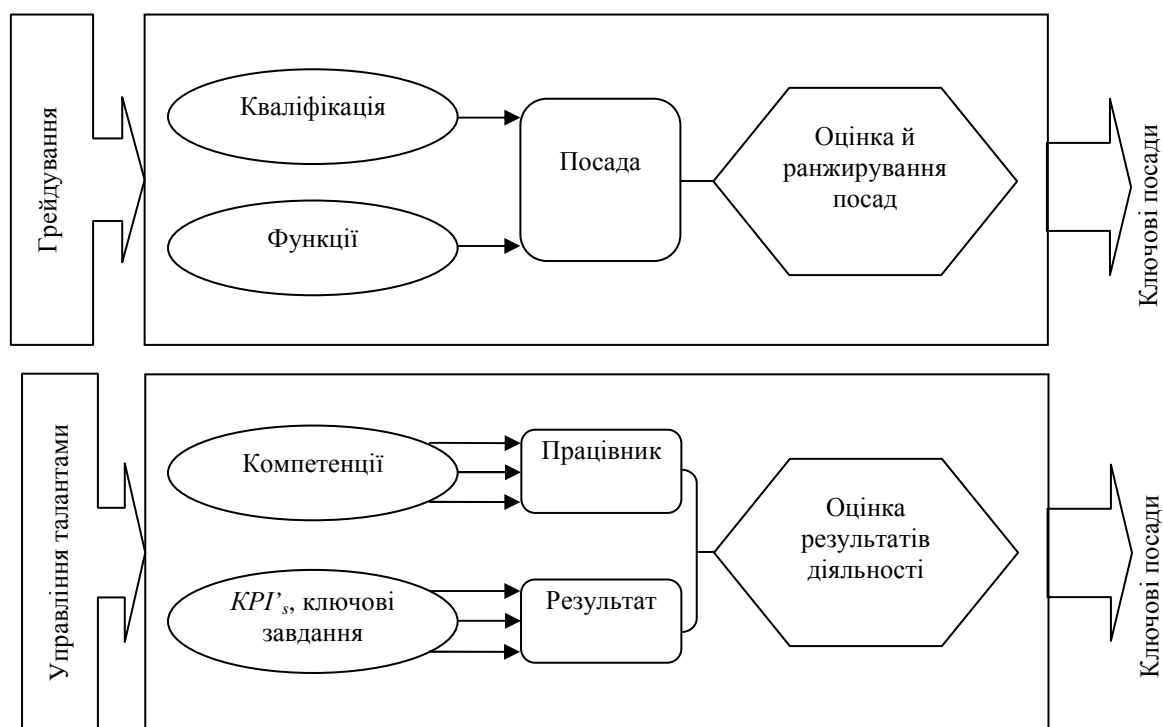 Грейдування
Кваліфікація
Функції
Посада
Оцінка й
ранжирування
посад
Ключові посади
Управління талантами
Компетенції
KPI’s, ключові
завдання
Працівник
Результат
Оцінка
результатів
діяльності
Ключові посади